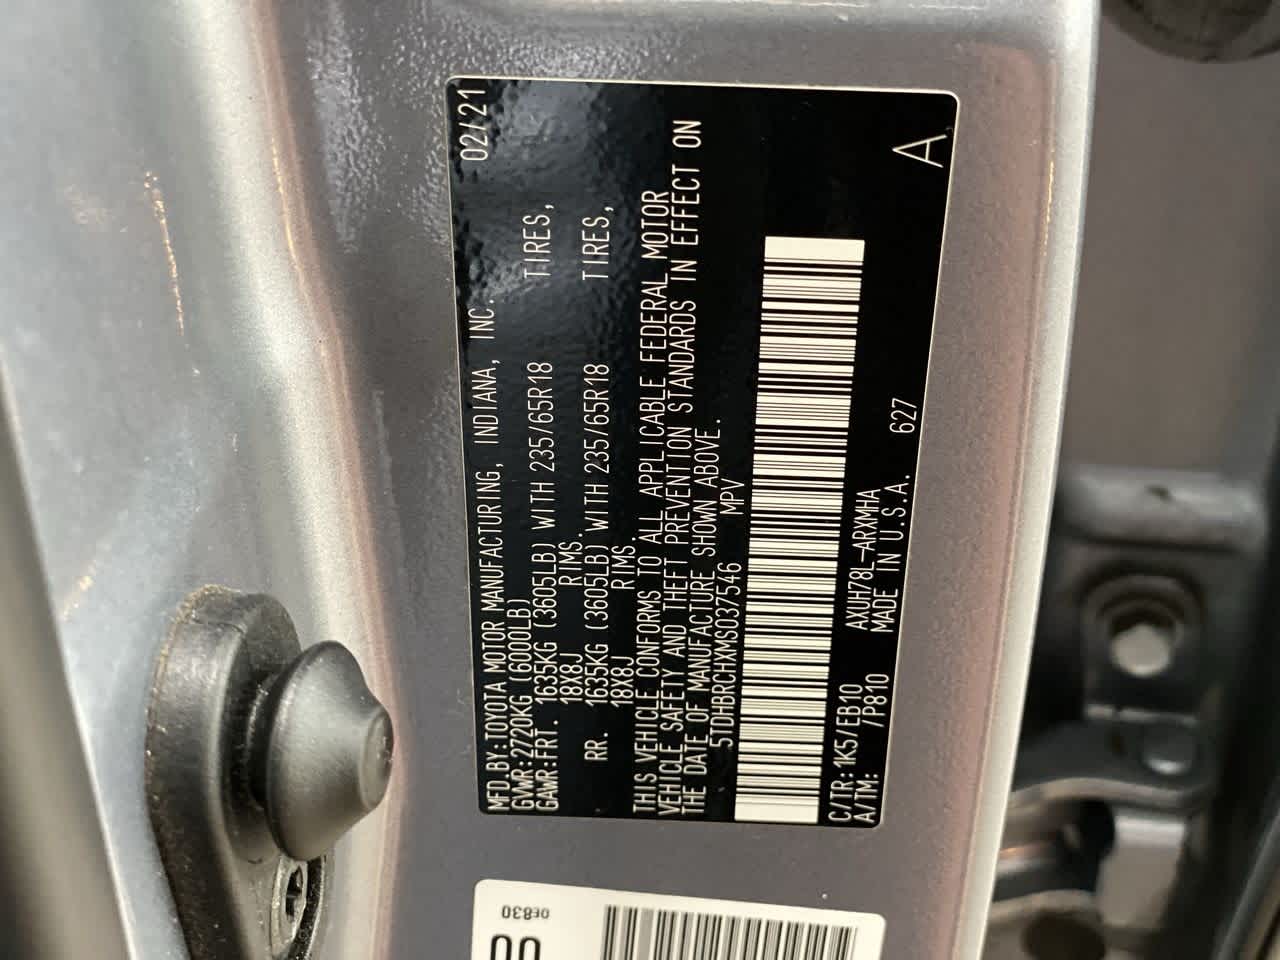 MFD.BY:TOYOTA MOTOR MANUFACTURING, INDIANA, INC. 02/21
GVWR:2720KG (6000LB)
GAWR:FRT. 1635KG (3605LB) WITH 235/65R18 TIRES,
18X8J RIMS.
RR. 1635KG (3605LB) WITH 235/65R18 TIRES,
18X8J RIMS
THIS VEHICLE CONFORMS TO ALL APPLICABLE FEDERAL MOTOR
VEHICLE SAFETY AND THEFT PREVENTION STANDARDS IN EFFECT ON
THE DATE OF MANUFACTURE SHOWN ABOVE.
5TDHBRCHXMS037546 MPV
C/TR:1K5/EB10 AXUH78L-ARXMHA
A/TM: /P810 MADE IN U.S.A. 627
A
0E830